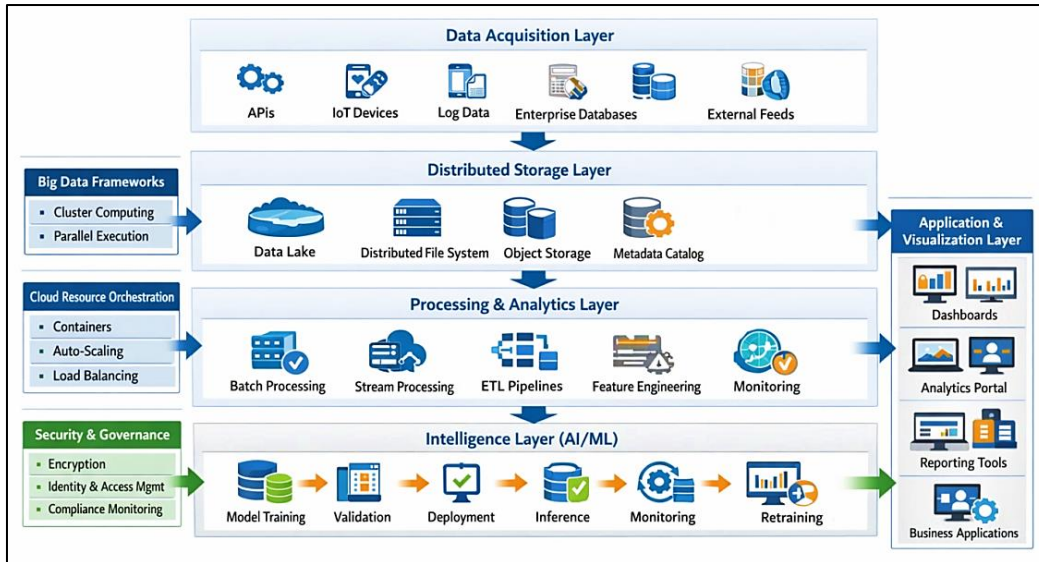 Data Acquisition Layer
APIs
IoT Devices
Log Data
Enterprise Databases
External Feeds
Big Data Frameworks
Cluster Computing
Parallel Execution
Distributed Storage Layer
Data Lake
Distributed File System
Object Storage
Metadata Catalog
Cloud Resource Orchestration
Containers
Auto-Scaling
Load Balancing
Processing & Analytics Layer
Batch Processing
Stream Processing
ETL Pipelines
Feature Engineering
Monitoring
Security & Governance
Encryption
Identity & Access Mgmt
Compliance Monitoring
Intelligence Layer (AI/ML)
Model Training
Validation
Deployment
Inference
Monitoring
Retraining
Application &
Visualization Layer
Dashboards
Analytics Portal
Reporting Tools
Business Applications